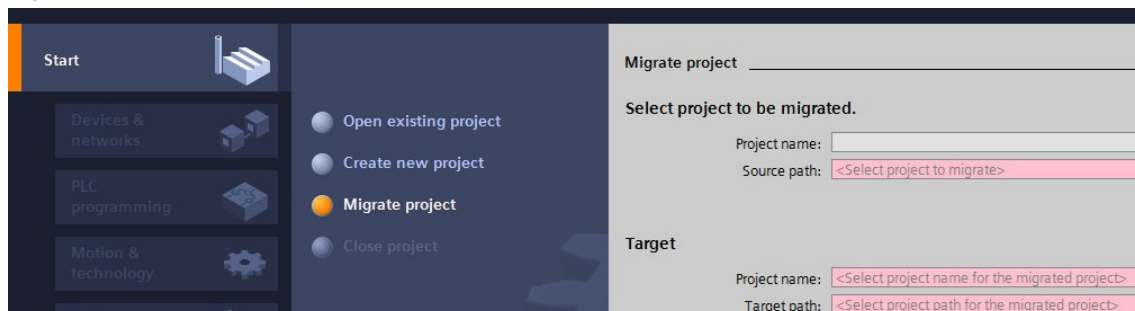 Start
Devices &
networks
PLC
programming
Motion &
technology
Open existing project
Create new project
Migrate project
Close project
Migrate project
Select project to be migrated.
Project name:
Source path: <Select project to migrate>
Target
Project name: <Select project name for the migrated project>
Target path: <Select project path for the migrated project>